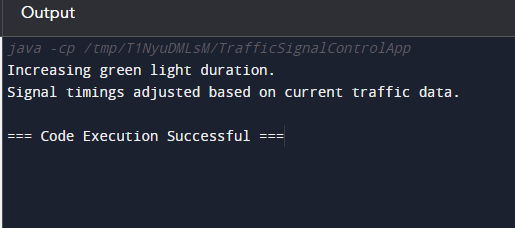 Output
java -cp /tmp/T1NyuDMLsM/TrafficSignalControlApp
Increasing green light duration.
Signal timings adjusted based on current traffic data.
=== Code Execution Successful ===